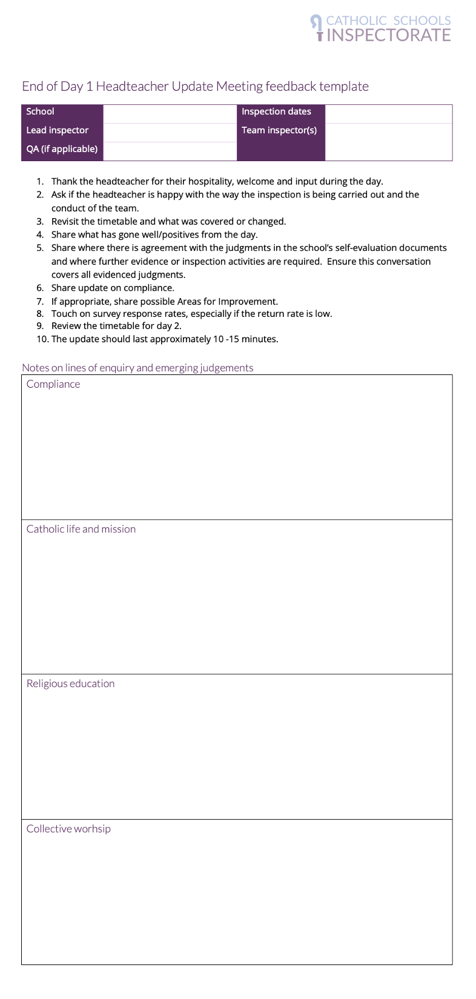 CATHOLIC SCHOOLS
INSPECTORATE
End of Day 1 Headteacher Update Meeting feedback template
School
Inspection dates
Lead inspector
Team inspector(s)
QA (if applicable)
1. Thank the headteacher for their hospitality, welcome and input during the day.
2. Ask if the headteacher is happy with the way the inspection is being carried out and the
conduct of the team.
3. Revisit the timetable and what was covered or changed.
4. Share what has gone well/positives from the day.
5. Share where there is agreement with the judgments in the school’s self-evaluation documents
and where further evidence or inspection activities are required.  Ensure this conversation
covers all evidenced judgments.
6. Share update on compliance.
7. If appropriate, share possible Areas for Improvement.
8. Touch on survey response rates, especially if the return rate is low.
9. Review the timetable for day 2.
10. The update should last approximately 10 -15 minutes.
Notes on lines of enquiry and emerging judgements
Compliance
Catholic life and mission
Religious education
Collective worhsip